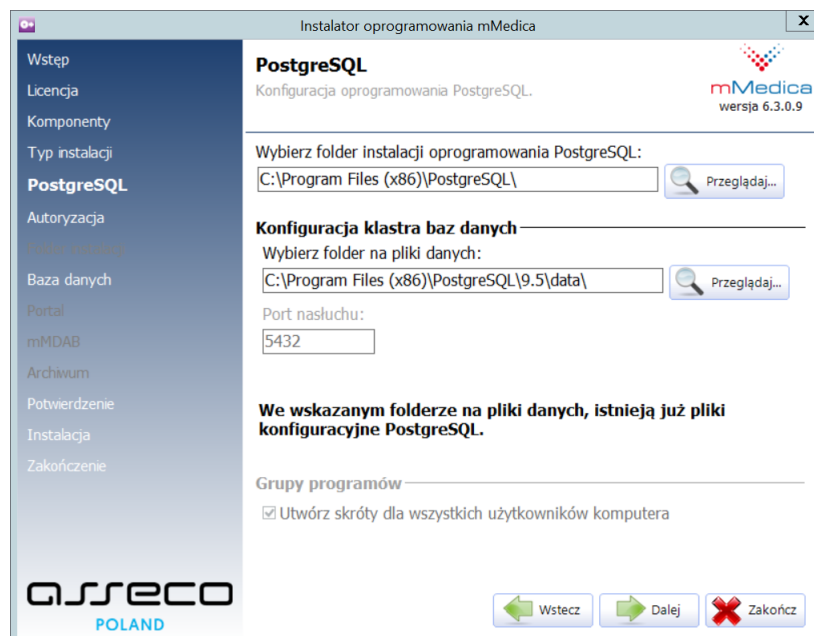 Instalator oprogramowania mMedica
x
Wstęp
Licencja
Komponenty
Typ instalacji
PostgreSQL
Autoryzacja
Baza danych
Portal
mMDAB
Archiwum
Potwierdzenie
Instalacja
Zakończenie
asseco
POLAND
PostgreSQL
Konfiguracja oprogramowania PostgreSQL.
mMedica
wersja 6.3.0.9
Wybierz folder instalacji oprogramowania PostgreSQL:
C:\Program Files (x86)\PostgreSQL\
Przeglądaj...
Konfiguracja klastra baz danych
Wybierz folder na pliki danych:
C:\Program Files (x86)\PostgreSQL\9.5\data\
Przeglądaj...
Port nasłuchu:
5432
We wskazanym folderze na pliki danych, istnieją już pliki
konfiguracyjne PostgreSQL.
Grupy programów
Utwórz skróty dla wszystkich użytkowników komputera
Wstecz
Dalej
Zakończ